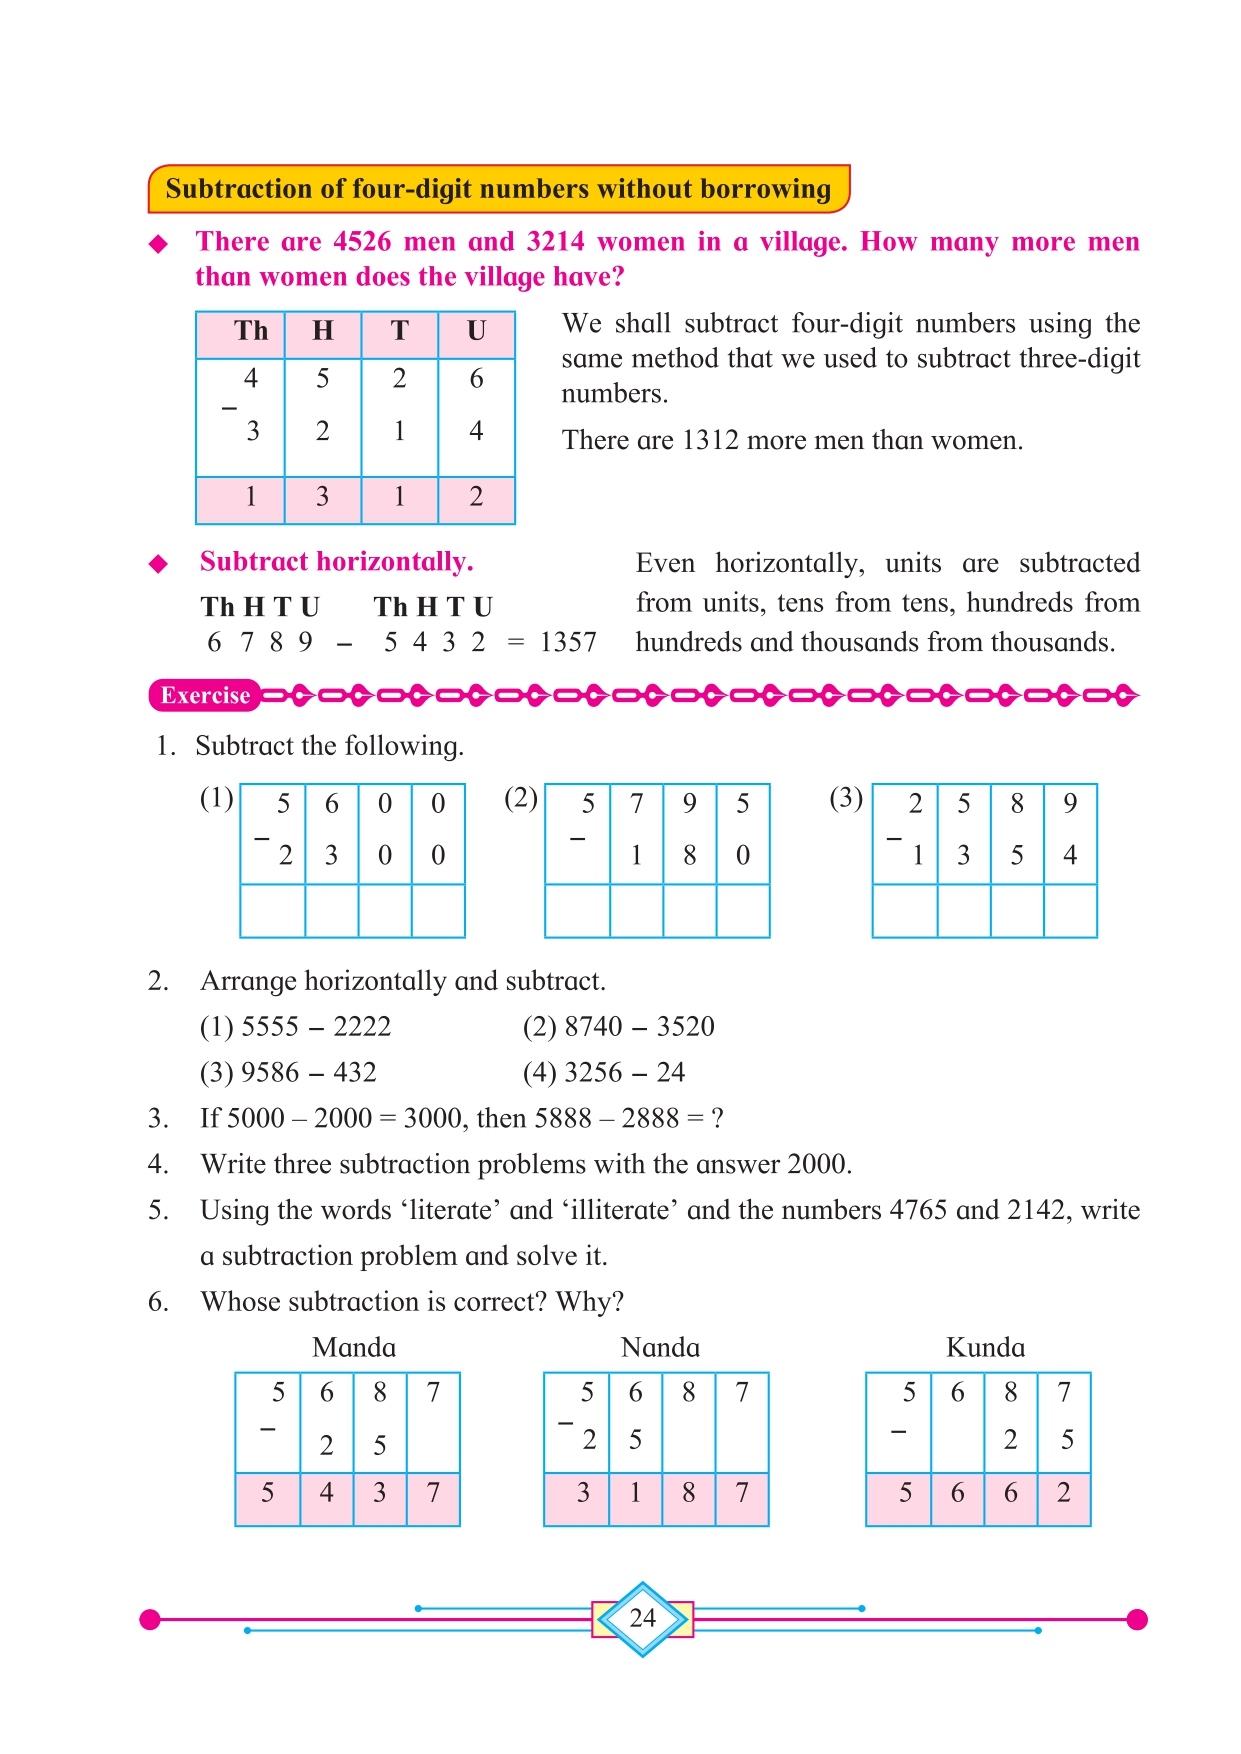 Subtraction of four-digit numbers without borrowing
There are 4526 men and 3214 women in a village. How many more men
than women does the village have?
Th H T U
4 5 2 6
–
3 2 1 4
1 3 1 2
We shall subtract four-digit numbers using the
same method that we used to subtract three-digit
numbers.
There are 1312 more men than women.
Subtract horizontally.
Th H T U Th H T U
6 7 8 9 – 5 4 3 2 = 1357
Even horizontally, units are subtracted
from units, tens from tens, hundreds from
hundreds and thousands from thousands.
Exercise
1. Subtract the following.
(1)
5 6 0 0
–
2 3 0 0
(2)
5 7 9 5
–
1 8 0
(3)
2 5 8 9
–
1 3 5 4
2. Arrange horizontally and subtract.
(1) 5555 – 2222 (2) 8740 – 3520
(3) 9586 – 432 (4) 3256 – 24
3. If 5000 – 2000 = 3000, then 5888 – 2888 = ?
4. Write three subtraction problems with the answer 2000.
5. Using the words ‘literate’ and ‘illiterate’ and the numbers 4765 and 2142, write
a subtraction problem and solve it.
6. Whose subtraction is correct? Why?
Manda
5 6 8 7
–
2 5
5 4 3 7
Nanda
5 6 8 7
–
2 5
3 1 8 7
Kunda
5 6 8 7
–
2 5
5 6 6 2
24